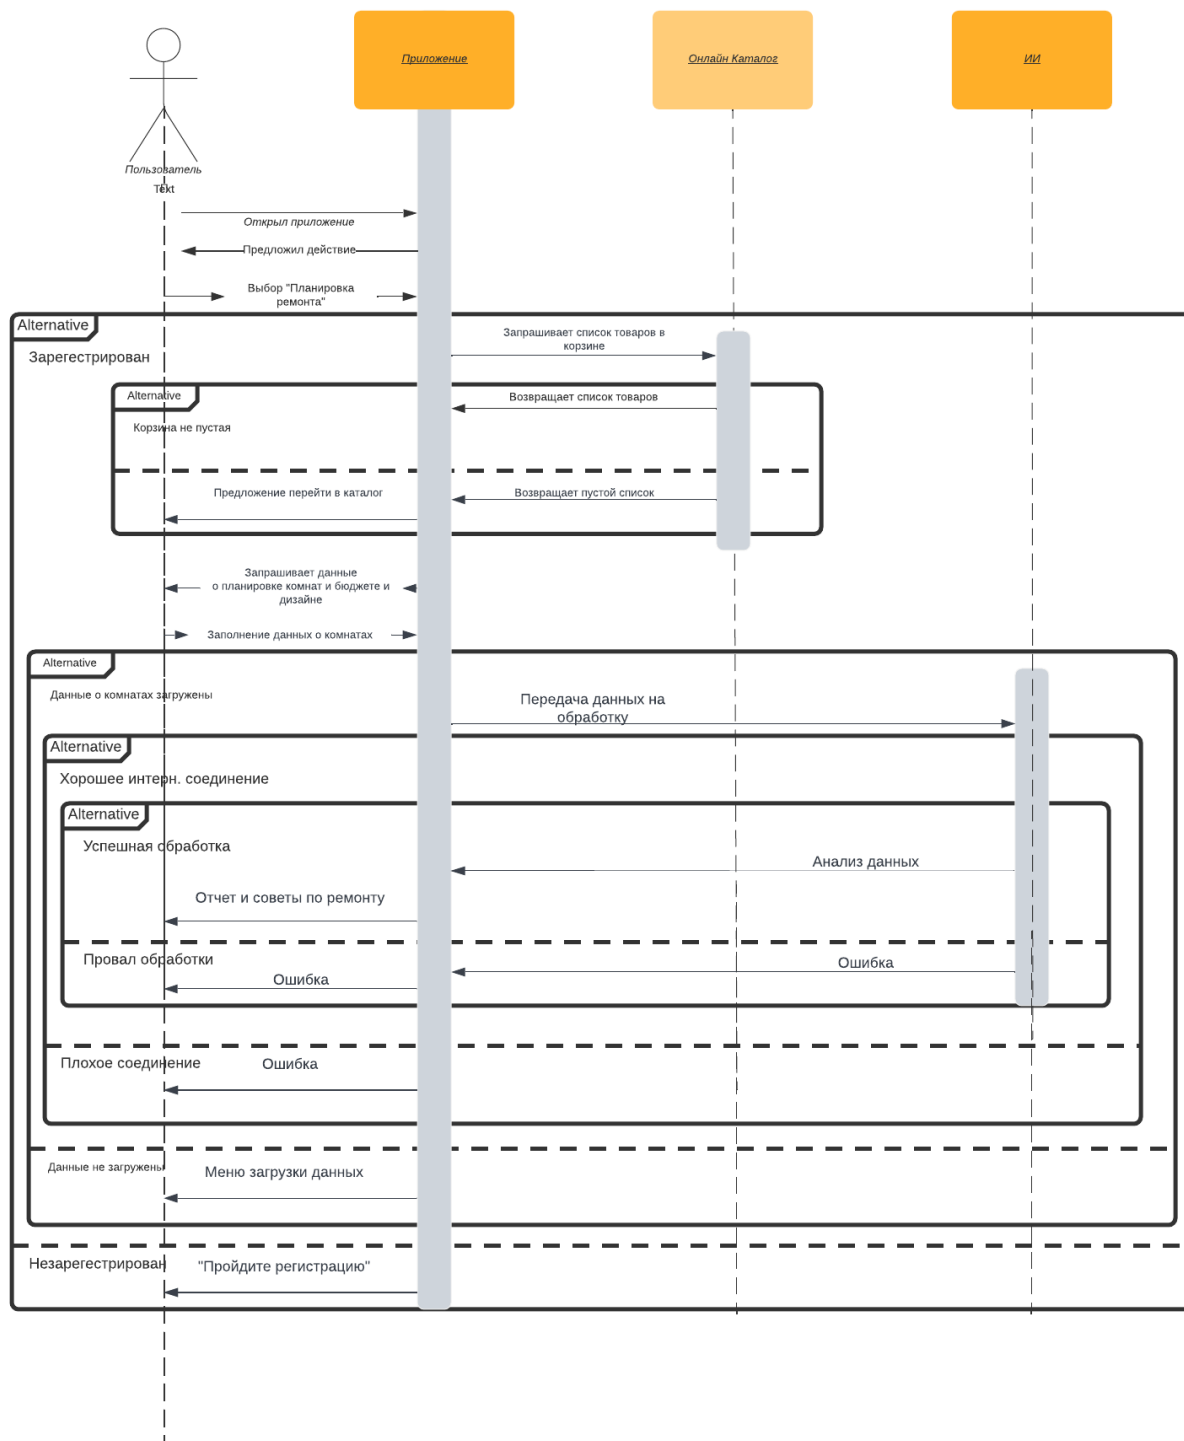 Приложение
Онлайн Каталог
ИИ
Пользователь
Text
Открыл приложение
Предложил действие
Выбор "Планировка
ремонта"
Alternative
Зарегестрирован
Запрашивает список товаров в
корзине
Alternative
Возвращает список товаров
Корзина не пустая
Предложение перейти в каталог
Возвращает пустой список
Запрашивает данные
о планировке комнат и бюджете и
дизайне
Заполнение данных о комнатах
Alternative
Данные о комнатах загружены
Передача данных на
обработку
Alternative
Хорошее интерн. соединение
Alternative
Успешная обработка
Анализ данных
Отчет и советы по ремонту
Провал обработки
Ошибка
Ошибка
Плохое соединение
Ошибка
Данные не загружены
Меню загрузки данных
Незарегестрирован
"Пройдите регистрацию"